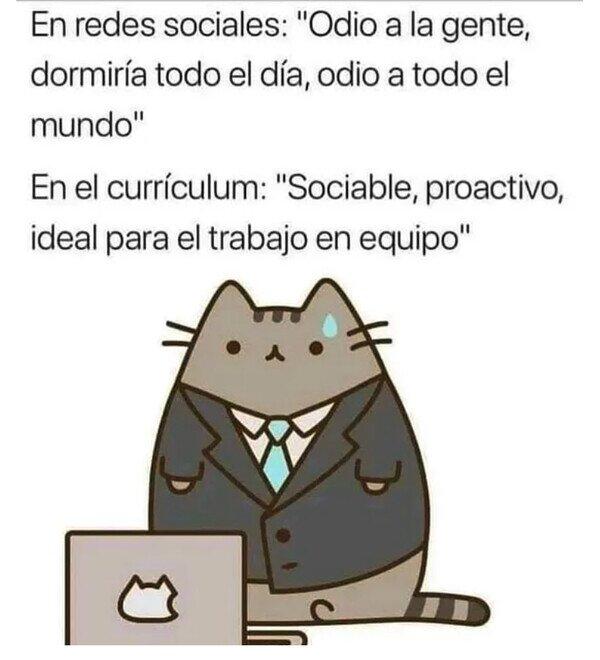 En redes sociales: "Odio a la gente,
dormiría todo el día, odio a todo el
mundo"
En el currículum: "Sociable, proactivo,
ideal para el trabajo en equipo"